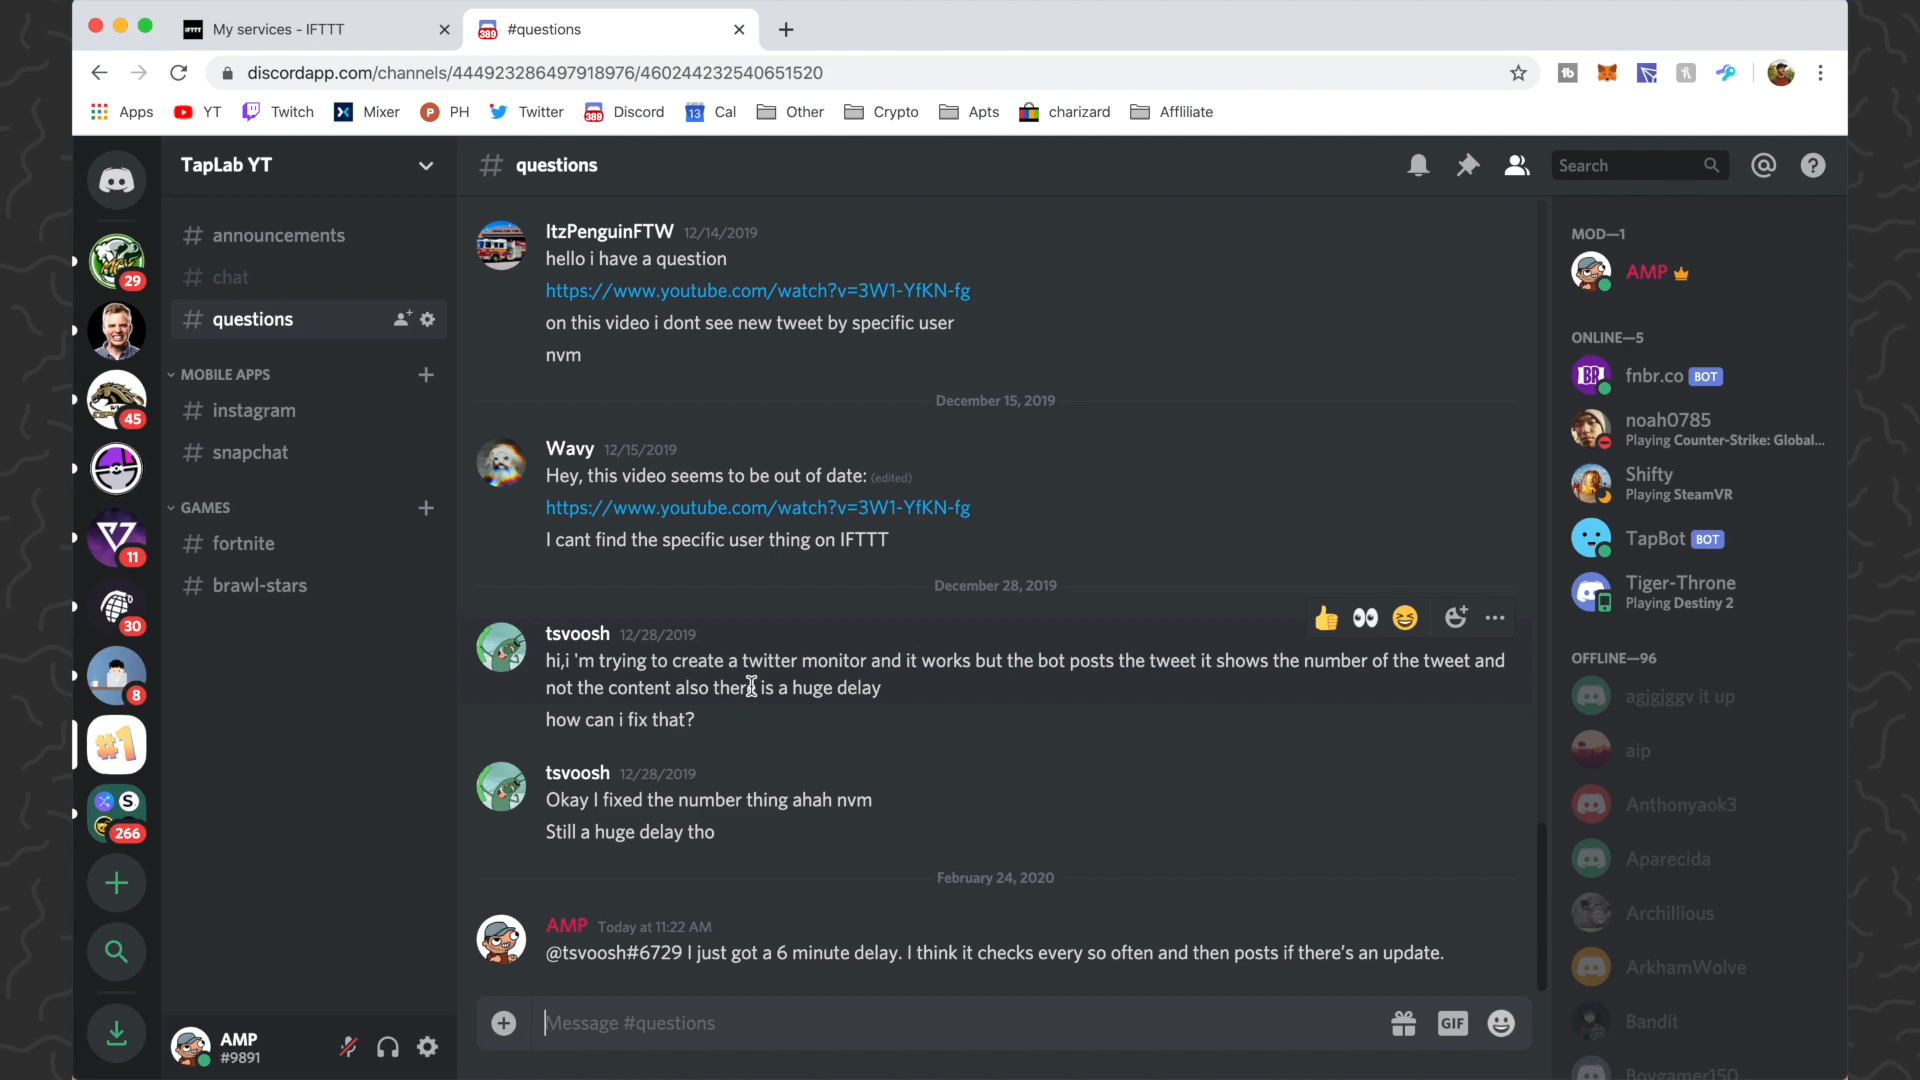 My services - IFTTT
#questions
discordapp.com/channels/444923286497918976/460244232540651520
Apps
YT
Twitch
Mixer
PH
Twitter
389
Discord
13
Cal
Other
Crypto
Apts
charizard
Affliliate
TapLab YT
# announcements
# chat
# questions
MOBILE APPS
# instagram
# snapchat
GAMES
# fortnite
# brawl-stars
29
45
11
30
8
#1
S
266
AMP
#9891
# questions
Search
ItzPenguinFTW 12/14/2019
hello i have a question
https://www.youtube.com/watch?v=3W1-YfKN-fg
on this video i dont see new tweet by specific user
nvm
December 15, 2019
Wavy 12/15/2019
Hey, this video seems to be out of date: (edited)
https://www.youtube.com/watch?v=3W1-YfKN-fg
I cant find the specific user thing on IFTTT
December 28, 2019
tsvoosh 12/28/2019
hi,i 'm trying to create a twitter monitor and it works but the bot posts the tweet it shows the number of the tweet and
not the content also there is a huge delay
how can i fix that?
tsvoosh 12/28/2019
Okay I fixed the number thing ahah nvm
Still a huge delay tho
February 24, 2020
AMP Today at 11:22 AM
@tsvoosh#6729 I just got a 6 minute delay. I think it checks every so often and then posts if there's an update.
Message #questions
GIF
MOD—1
AMP
ONLINE—5
fnbr.co BOT
noah0785
Playing Counter-Strike: Global...
Shifty
Playing SteamVR
TapBot BOT
Tiger-Throne
Playing Destiny 2
OFFLINE—96
agjgjggv it up
aip
Anthonyaok3
Aparecida
Archillious
ArkhamWolve
Bandit
Boygamer150